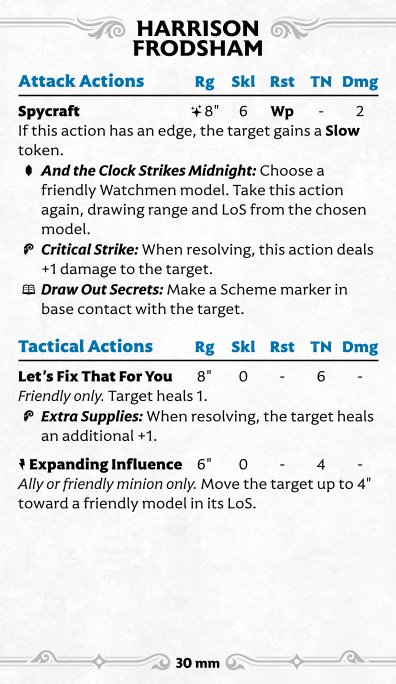 HARRISON
FRODSHAM
Attack Actions Rg Skl Rst TN Dmg
Spycraft 8" 6 Wp - 2
If this action has an edge, the target gains a Slow
token.
And the Clock Strikes Midnight: Choose a
friendly Watchmen model. Take this action
again, drawing range and LoS from the chosen
model.
Critical Strike: When resolving, this action deals
+1 damage to the target.
Draw Out Secrets: Make a Scheme marker in
base contact with the target.
Tactical Actions Rg Skl Rst TN Dmg
Let's Fix That For You 8" 0 - 6 -
Friendly only. Target heals 1.
Extra Supplies: When resolving, the target heals
an additional +1.
Expanding Influence 6" 0 - 4 -
Ally or friendly minion only. Move the target up to 4"
toward a friendly model in its LoS.
30 mm